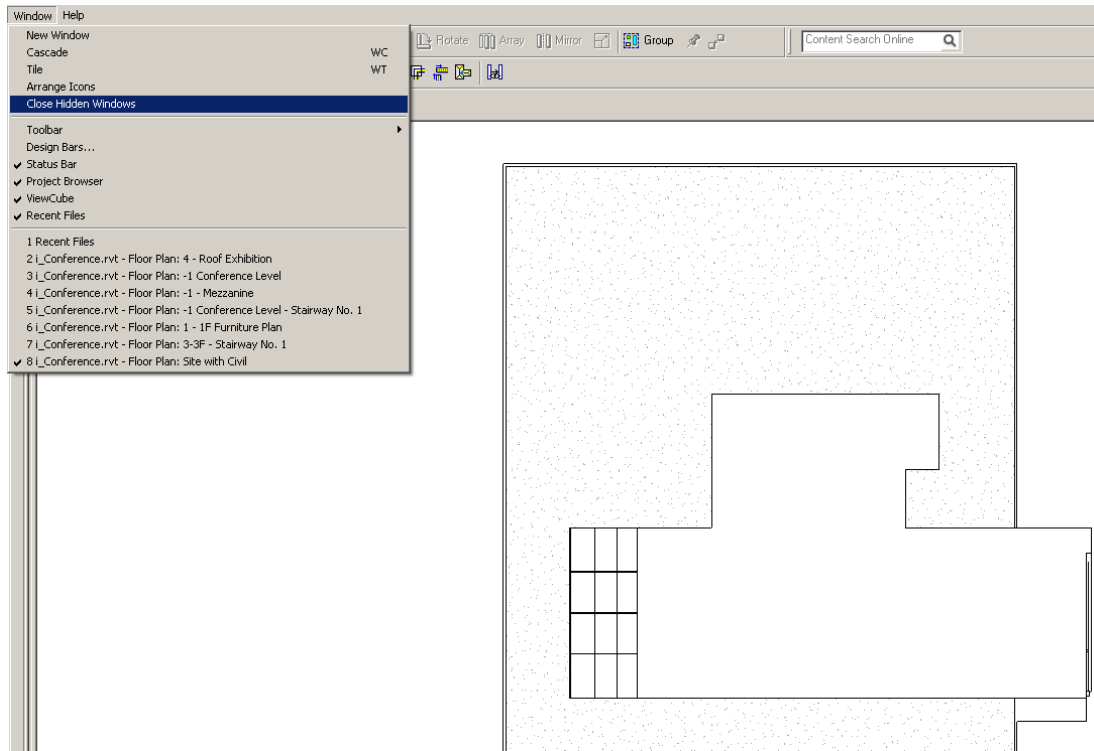 Window Help
Rotate Array Mirror Group Content Search Online
New Window
Cascade WC
Tile WT
Arrange Icons
Close Hidden Windows
Toolbar
Design Bars...
Status Bar
Project Browser
ViewCube
Recent Files
1 Recent Files
2 i_Conference.rvt - Floor Plan: 4 - Roof Exhibition
3 i_Conference.rvt - Floor Plan: -1 Conference Level
4 i_Conference.rvt - Floor Plan: -1 - Mezzanine
5 i_Conference.rvt - Floor Plan: -1 Conference Level - Stairway No. 1
6 i_Conference.rvt - Floor Plan: 1 - 1F Furniture Plan
7 i_Conference.rvt - Floor Plan: 3-3F - Stairway No. 1
8 i_Conference.rvt - Floor Plan: Site with Civil